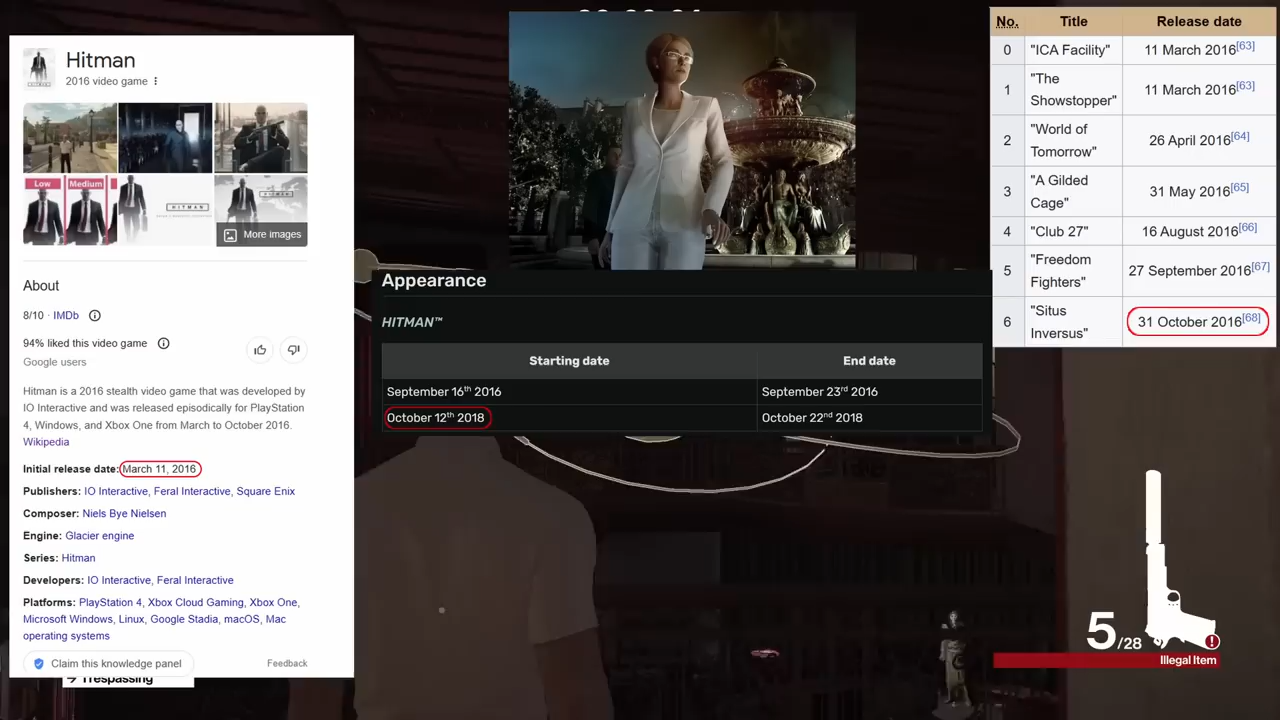 Hitman
2016 video game
Low
Medium
HITMAN
HITMAN
More images
About
8/10 · IMDb
94% liked this video game
Google users
Hitman is a 2016 stealth video game that was developed by
IO Interactive and was released episodically for PlayStation
4, Windows, and Xbox One from March to October 2016.
Wikipedia
Initial release date: March 11, 2016
Publishers: IO Interactive, Feral Interactive, Square Enix
Composer: Niels Bye Nielsen
Engine: Glacier engine
Series: Hitman
Developers: IO Interactive, Feral Interactive
Platforms: PlayStation 4, Xbox Cloud Gaming, Xbox One,
Microsoft Windows, Linux, Google Stadia, macOS, Mac
operating systems
Claim this knowledge panel
Feedback
Trespassing
Appearance
HITMAN™
Starting date End date
September 16th 2016 September 23rd 2016
October 12th 2018 October 22nd 2018
No. Title Release date
0 "ICA Facility" 11 March 2016[63]
1 "The
Showstopper" 11 March 2016[63]
2 "World of
Tomorrow" 26 April 2016[64]
3 "A Gilded
Cage" 31 May 2016[65]
4 "Club 27" 16 August 2016[66]
5 "Freedom
Fighters" 27 September 2016[67]
6 "Situs
Inversus" 31 October 2016[68]
5/28
Illegal Item